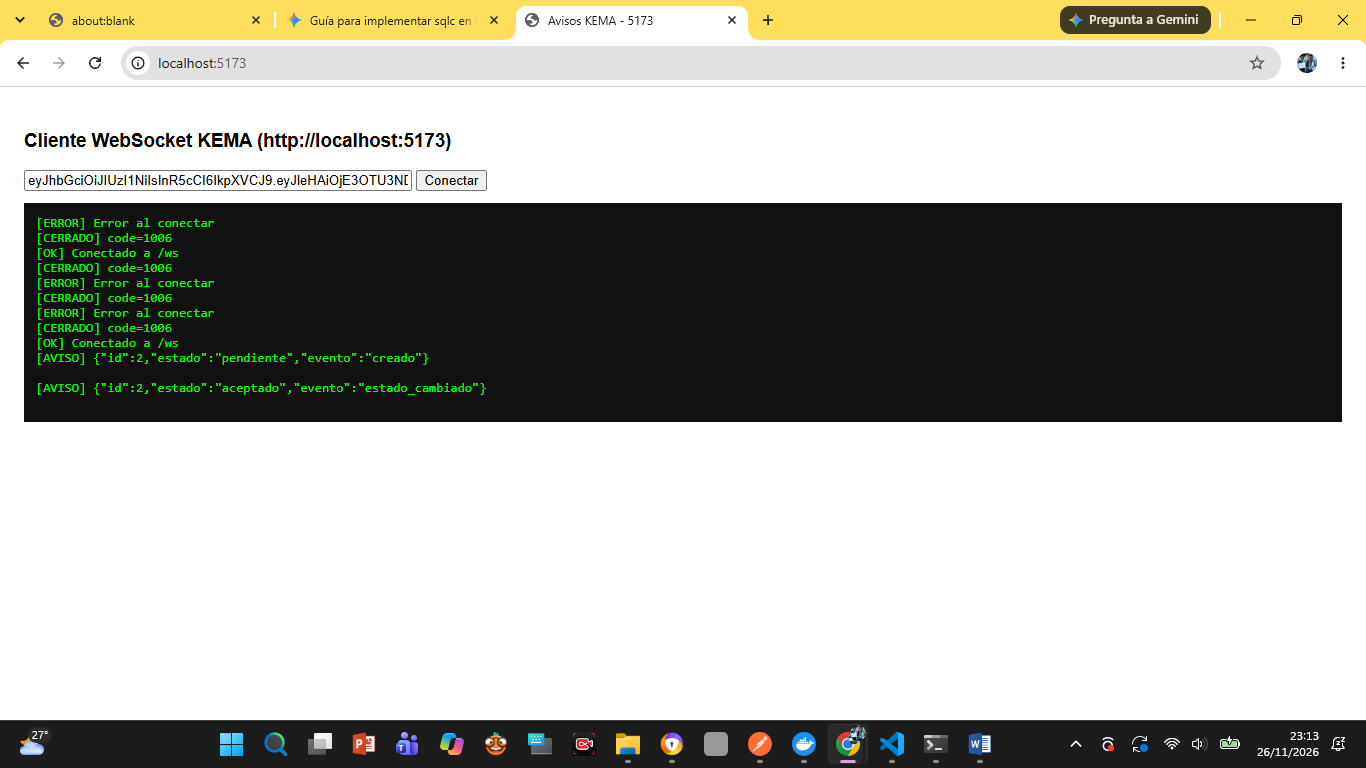 about:blank
Guía para implementar sqlc en
Avisos KEMA - 5173
Pregunta a Gemini
localhost:5173
Cliente WebSocket KEMA (http://localhost:5173)
Conectar
[ERROR] Error al conectar
[CERRADO] code=1006
[OK] Conectado a /ws
[CERRADO] code=1006
[ERROR] Error al conectar
[CERRADO] code=1006
[ERROR] Error al conectar
[CERRADO] code=1006
[OK] Conectado a /ws
[AVISO] {"id":2,"estado":"pendiente","evento":"creado"}
[AVISO] {"id":2,"estado":"aceptado","evento":"estado_cambiado"}
27°
23:13
26/11/2026